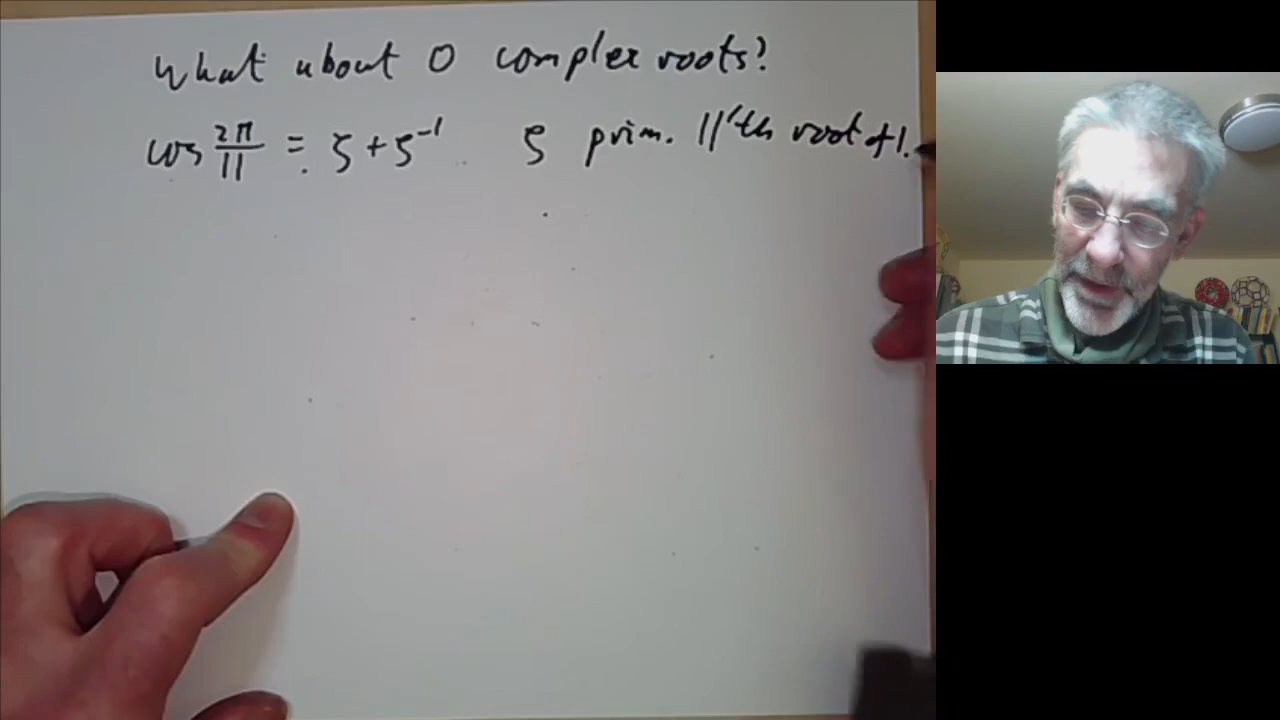 What about 0 complex roots?
cos 2π/11 = ζ + ζ⁻¹ ζ prim. 11'th root of 1.